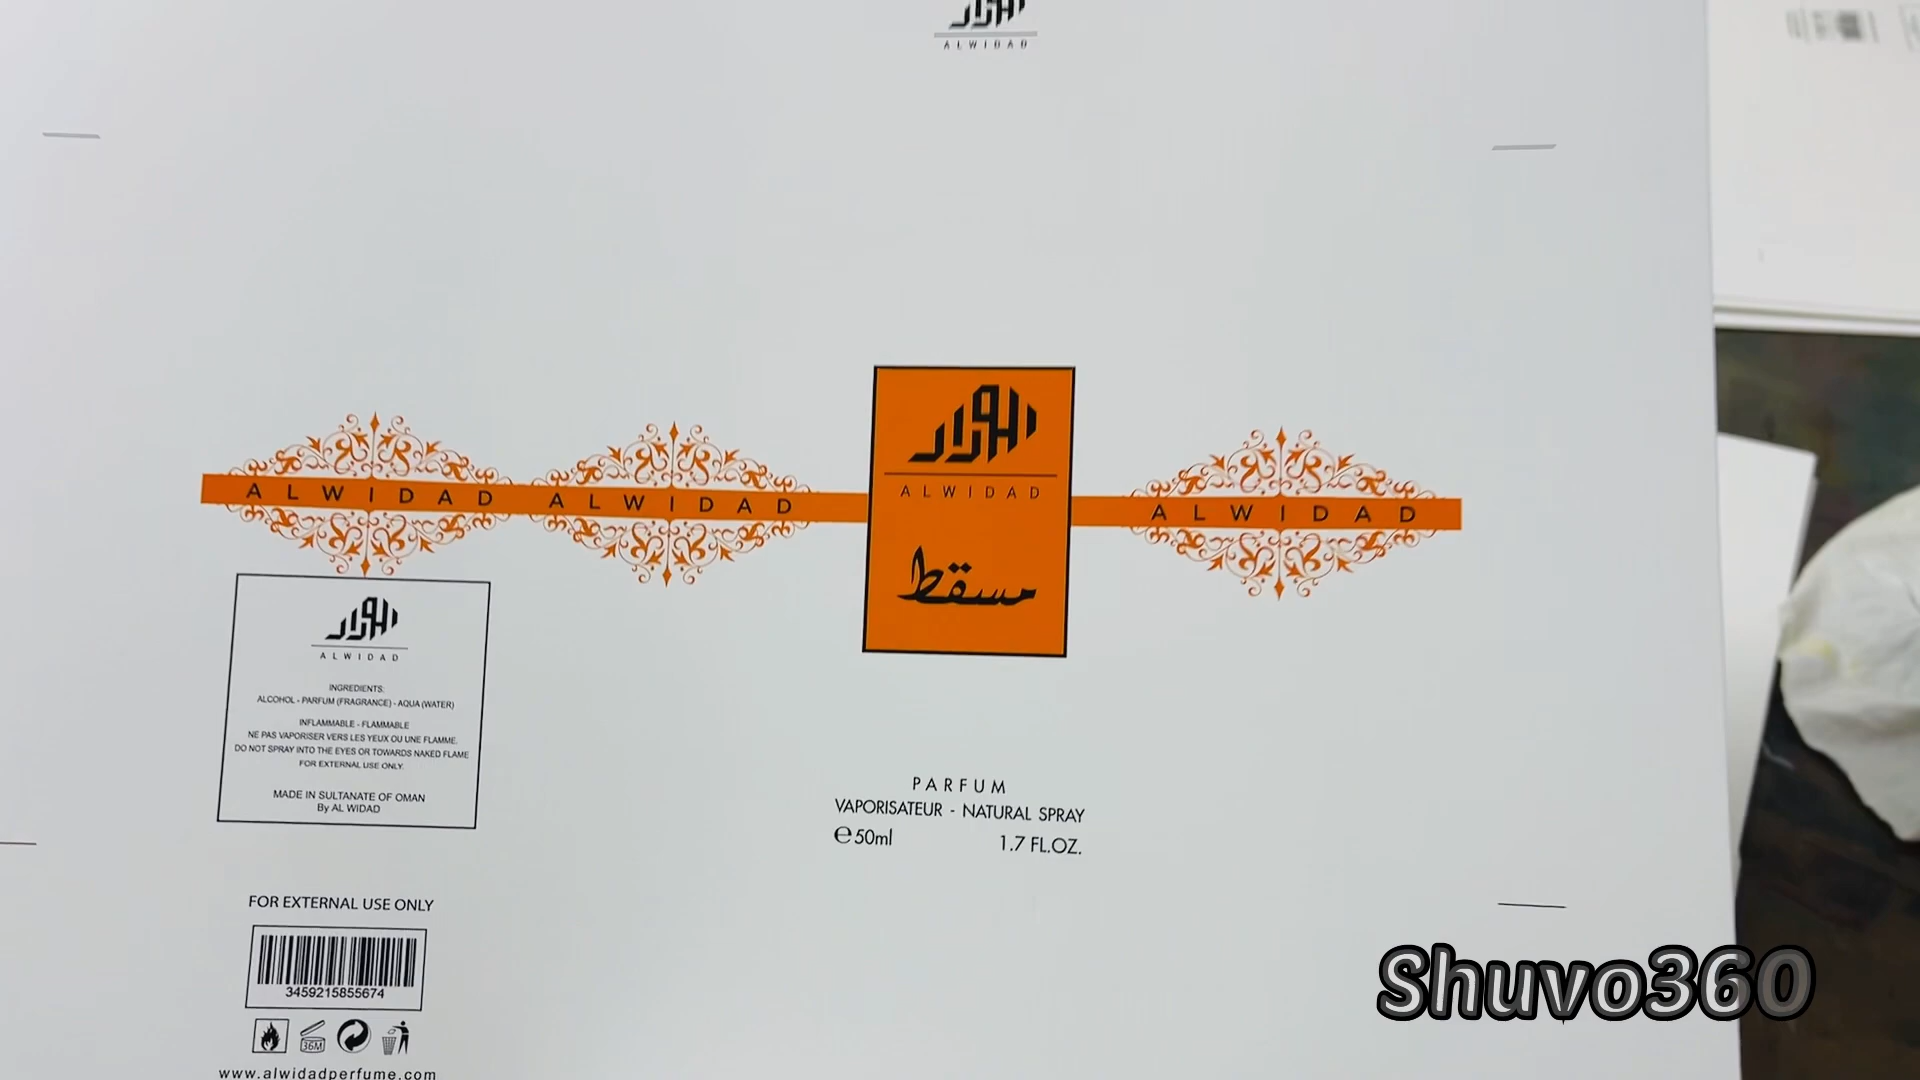 الوداد
ALWIDAD
ALWIDAD
ALWIDAD
الوداد
ALWIDAD
مسقط
ALWIDAD
الوداد
ALWIDAD
INGREDIENTS:
ALCOHOL - PARFUM (FRAGRANCE) - AQUA (WATER)
INFLAMMABLE - FLAMMABLE
NE PAS VAPORISER VERS LES YEUX OU UNE FLAMME.
DO NOT SPRAY INTO THE EYES OR TOWARDS NAKED FLAME
FOR EXTERNAL USE ONLY.
MADE IN SULTANATE OF OMAN
By AL WIDAD
PARFUM
VAPORISATEUR - NATURAL SPRAY
℮50ml 1.7 FL.OZ.
FOR EXTERNAL USE ONLY
3459215855674
36M
www.alwidadperfume.com
Shuvo360